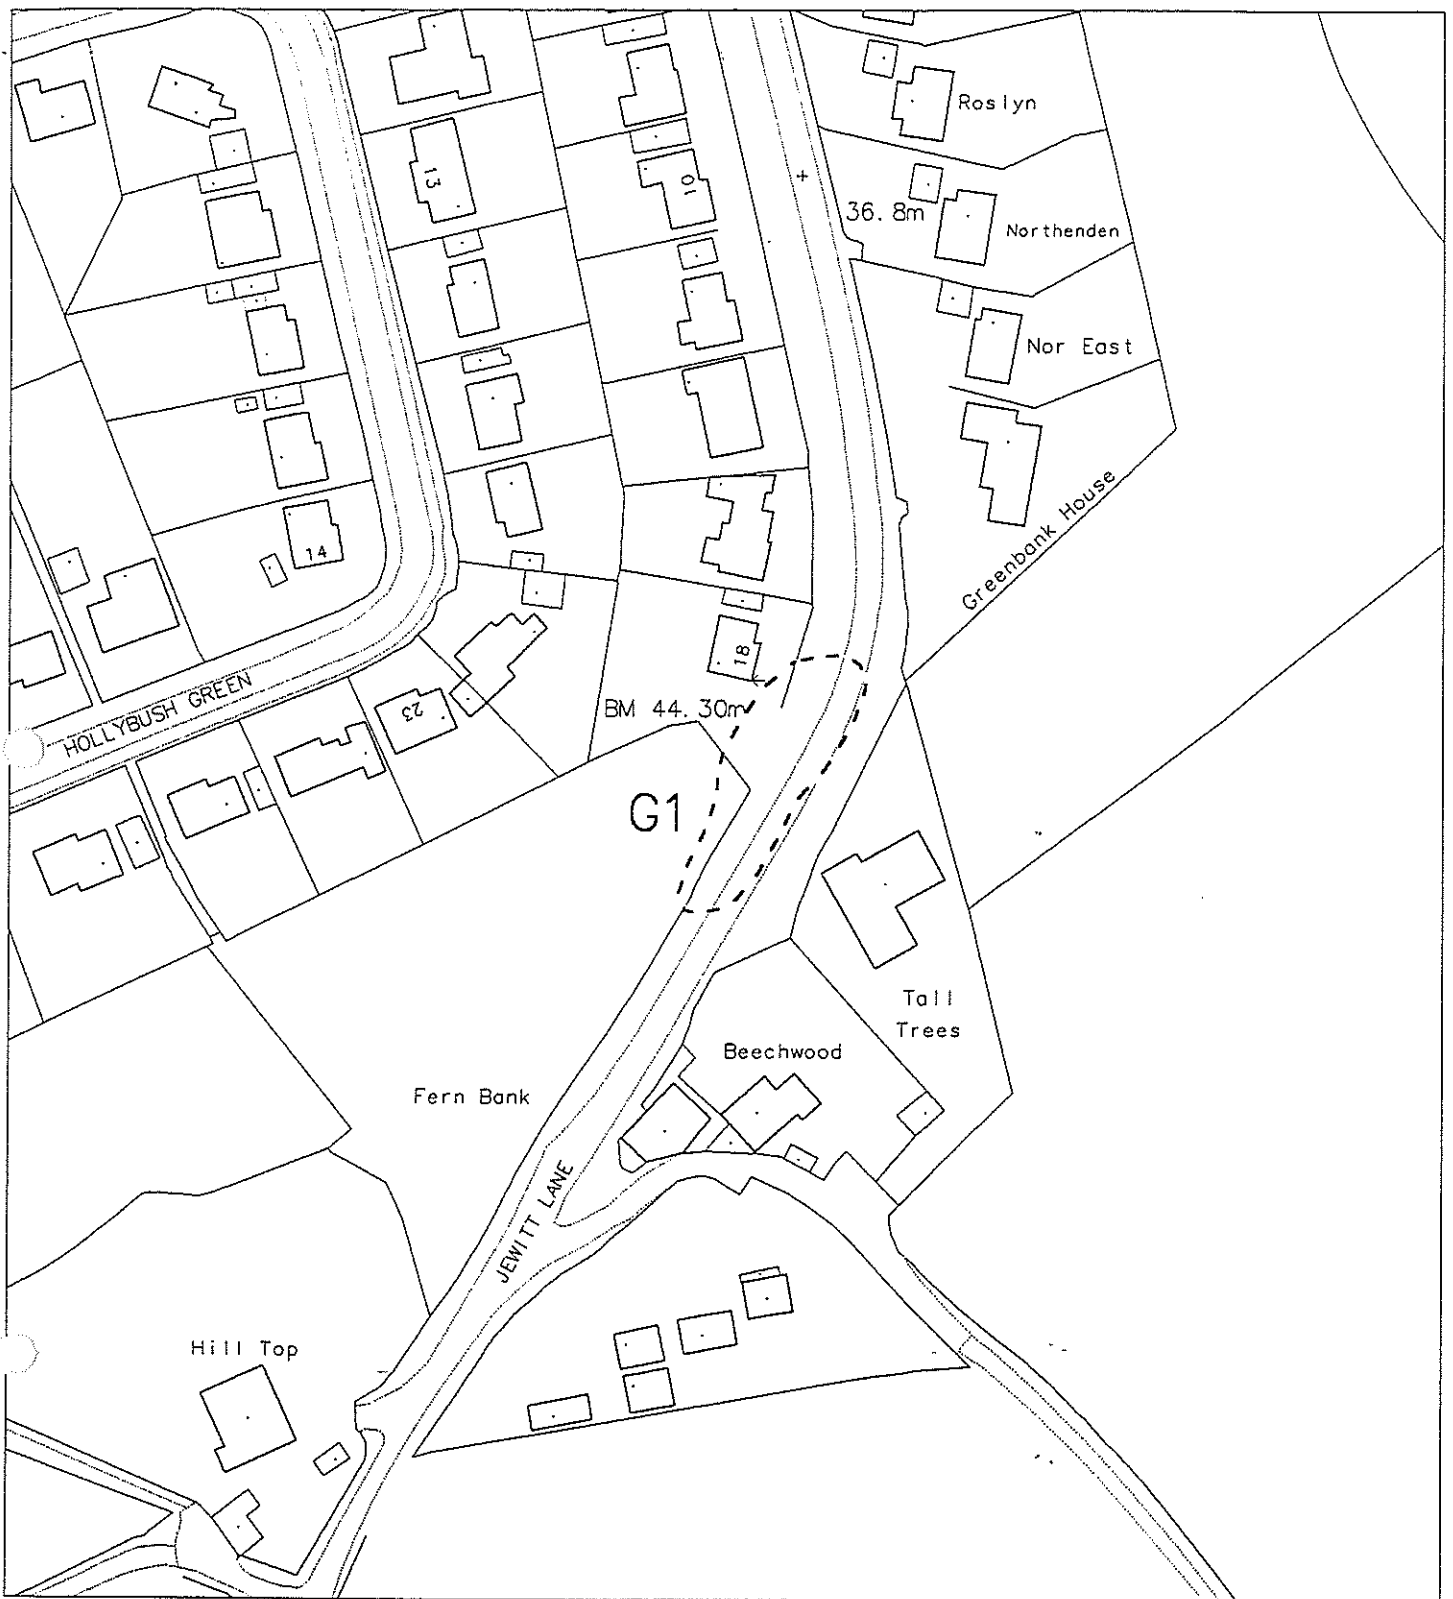 Roslyn
13
10
36.8m
Northenden
Nor East
Greenbank House
14
18
HOLLYBUSH GREEN
23
BM 44.30m
G1
Tall
Trees
Beechwood
Fern Bank
JEWITT LANE
Hill Top